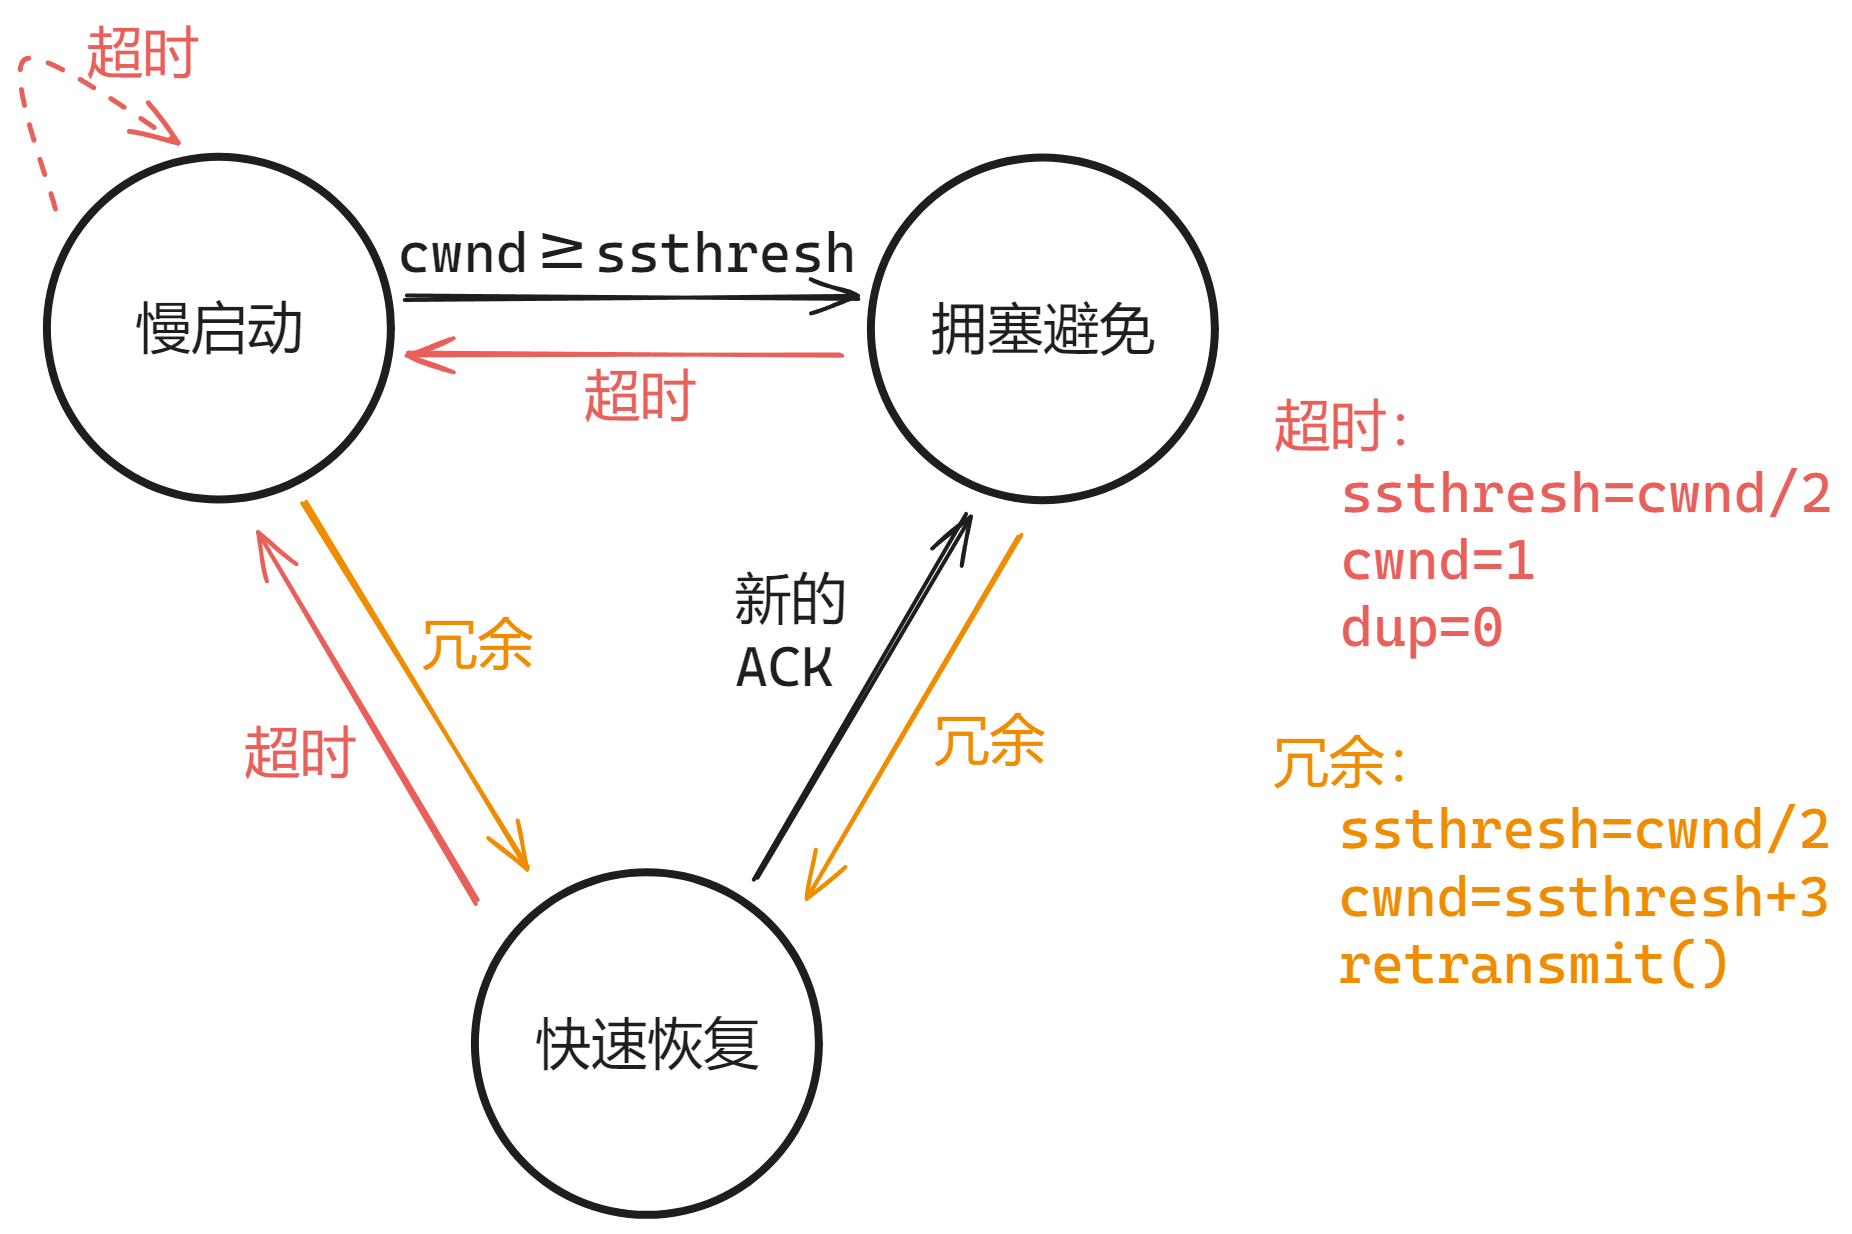 超时
cwnd≥ssthresh
慢启动
拥塞避免
超时
超时:
ssthresh=cwnd/2
cwnd=1
dup=0
新的
ACK
冗余
冗余
超时
冗余:
ssthresh=cwnd/2
cwnd=ssthresh+3
retransmit()
快速恢复